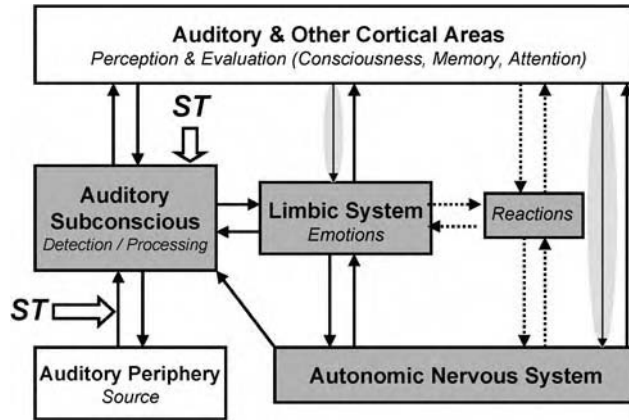 Auditory & Other Cortical Areas
Perception & Evaluation (Consciousness, Memory, Attention)
ST
Auditory
Subconscious
Detection / Processing
Limbic System
Emotions
Reactions
ST
Auditory Periphery
Source
Autonomic Nervous System